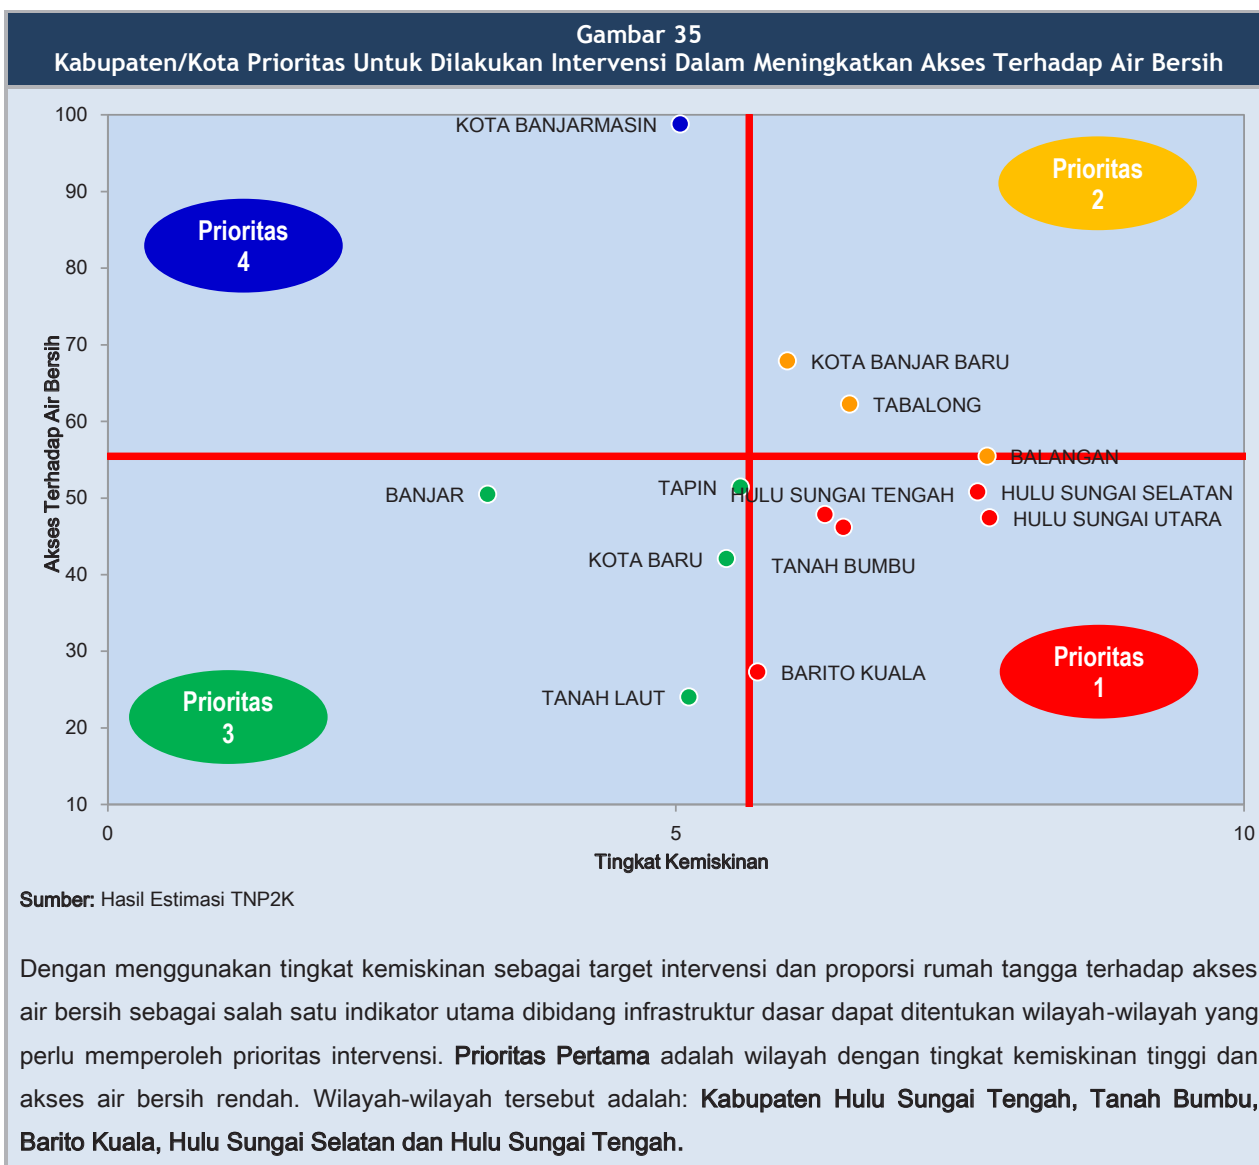 Gambar 35
Kabupaten/Kota Prioritas Untuk Dilakukan Intervensi Dalam Meningkatkan Akses Terhadap Air Bersih
100
90
80
70
60
50
40
30
20
10
Akses Terhadap Air Bersih
KOTA BANJARMASIN
Prioritas
2
Prioritas
4
KOTA BANJAR BARU
TABALONG
BALANGAN
BANJAR
TAPIN
HULU SUNGAI TENGAH
HULU SUNGAI SELATAN
HULU SUNGAI UTARA
KOTA BARU
TANAH BUMBU
BARITO KUALA
TANAH LAUT
Prioritas
1
Prioritas
3
0
5
10
Tingkat Kemiskinan
Sumber: Hasil Estimasi TNP2K
Dengan menggunakan tingkat kemiskinan sebagai target intervensi dan proporsi rumah tangga terhadap akses
air bersih sebagai salah satu indikator utama dibidang infrastruktur dasar dapat ditentukan wilayah-wilayah yang
perlu memperoleh prioritas intervensi. Prioritas Pertama adalah wilayah dengan tingkat kemiskinan tinggi dan
akses air bersih rendah. Wilayah-wilayah tersebut adalah: Kabupaten Hulu Sungai Tengah, Tanah Bumbu,
Barito Kuala, Hulu Sungai Selatan dan Hulu Sungai Tengah.